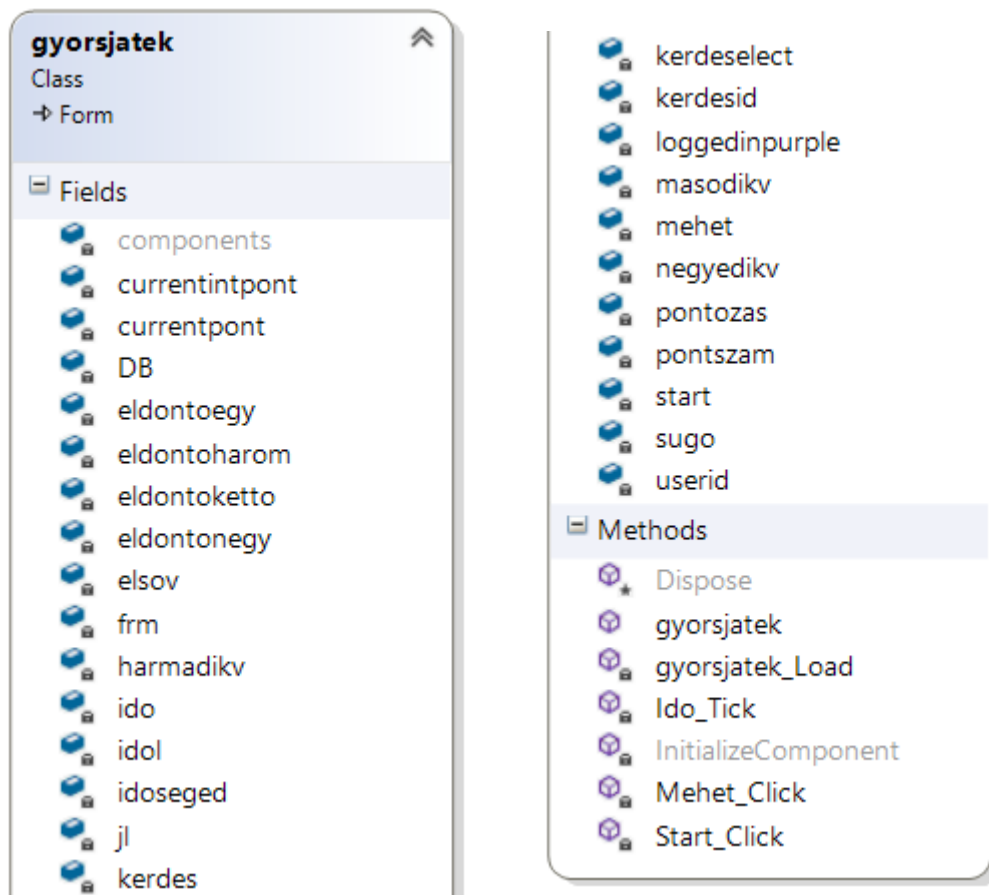 gyorsjatek
Class
Form
Fields
components
currentintpont
currentpont
DB
eldontoegy
eldontoharom
eldontoketto
eldontonegy
elsov
frm
harmadikv
ido
idol
idoseged
jl
kerdes
kerdeselect
kerdesid
loggedinpurple
masodikv
mehet
negyedikv
pontozas
pontszam
start
sugo
userid
Methods
Dispose
gyorsjatek
gyorsjatek_Load
Ido_Tick
InitializeComponent
Mehet_Click
Start_Click